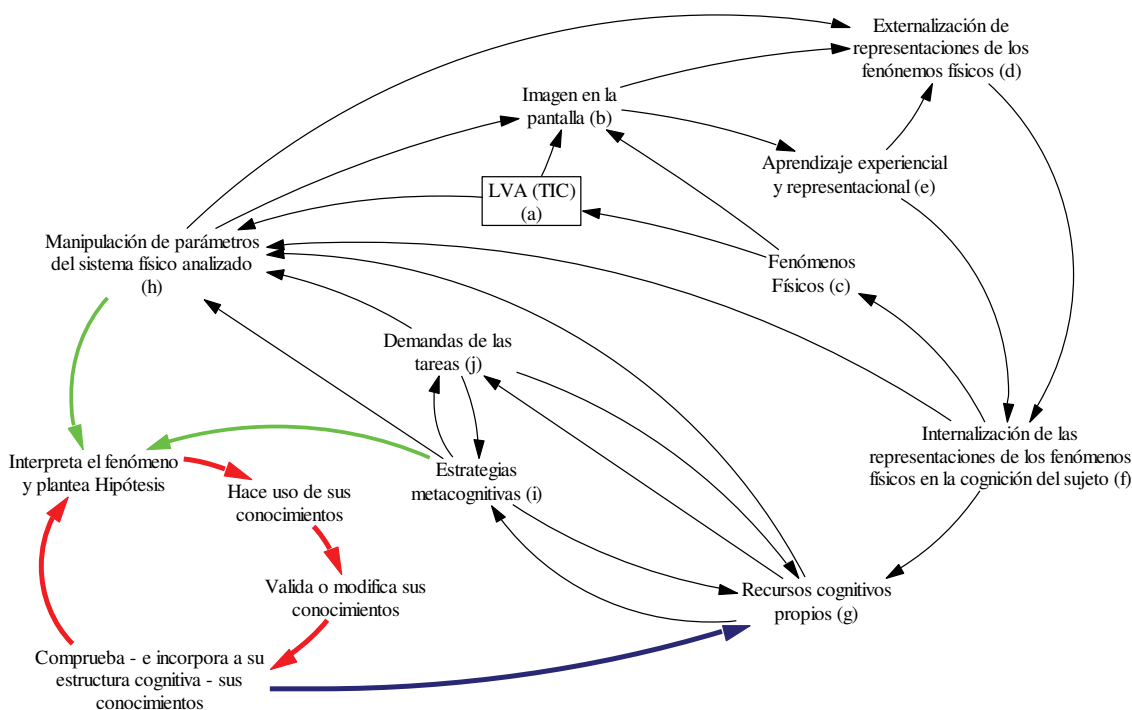 Externalización de
representaciones de los
fenónemos físicos (d)
Imagen en la
pantalla (b)
Aprendizaje experiencial
y representacional (e)
LVA (TIC)
(a)
Manipulación de parámetros
del sistema físico analizado
(h)
Fenómenos
Físicos (c)
Demandas de las
tareas (j)
Internalización de las
representaciones de los fenómenos
físicos en la cognición del sujeto (f)
Interpreta el fenómeno
y plantea Hipótesis
Estrategias
metacognitivas (i)
Hace uso de sus
conocimientos
Valida o modifica sus
conocimientos
Recursos cognitivos
propios (g)
Comprueba - e incorpora a su
estructura cognitiva - sus
conocimientos